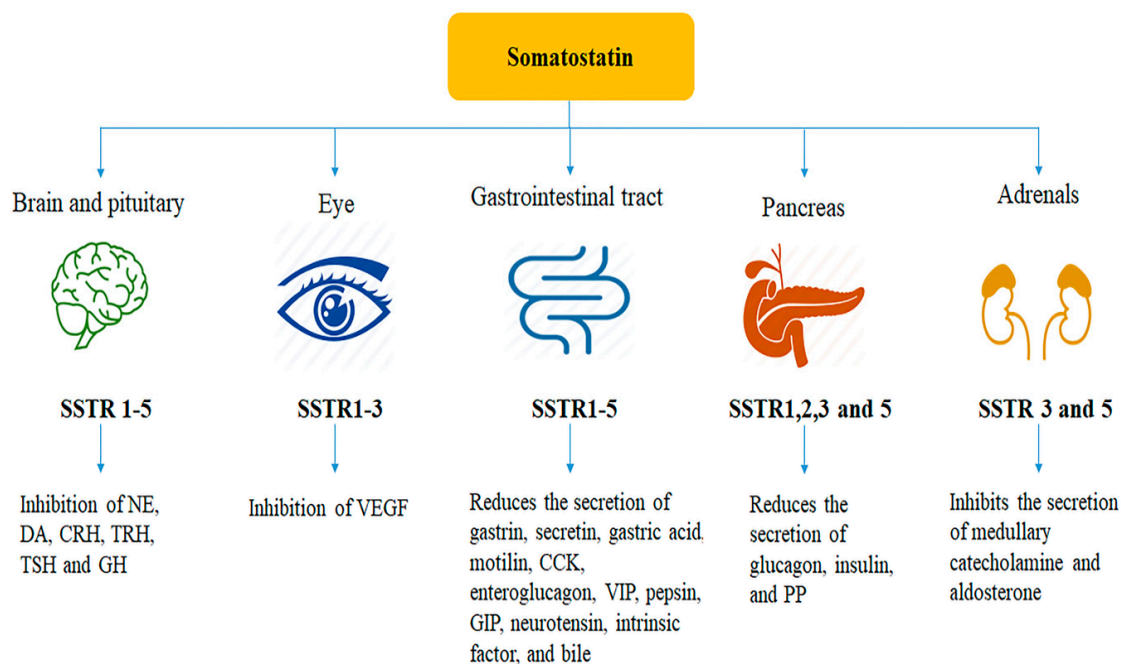 Somatostatin
Brain and pituitary
Eye
Gastrointestinal tract
Pancreas
Adrenals
SSTR 1-5
SSTR1-3
SSTR1-5
SSTR1,2,3 and 5
SSTR 3 and 5
Inhibition of NE,
DA, CRH, TRH,
TSH and GH
Inhibition of VEGF
Reduces the secretion of
gastrin, secretin, gastric acid,
motilin, CCK,
enteroglucagon, VIP, pepsin,
GIP, neurotensin, intrinsic
factor, and bile
Reduces the
secretion of
glucagon, insulin,
and PP
Inhibits the secretion
of medullary
catecholamine and
aldosterone